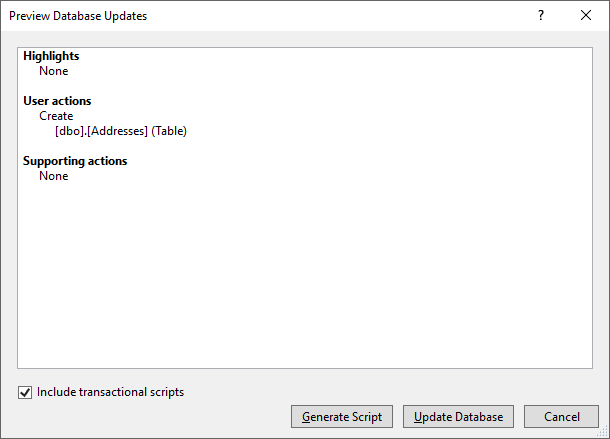 Preview Database Updates
?
Highlights
None
User actions
Create
[dbo].[Addresses] (Table)
Supporting actions
None
Include transactional scripts
Generate Script
Update Database
Cancel